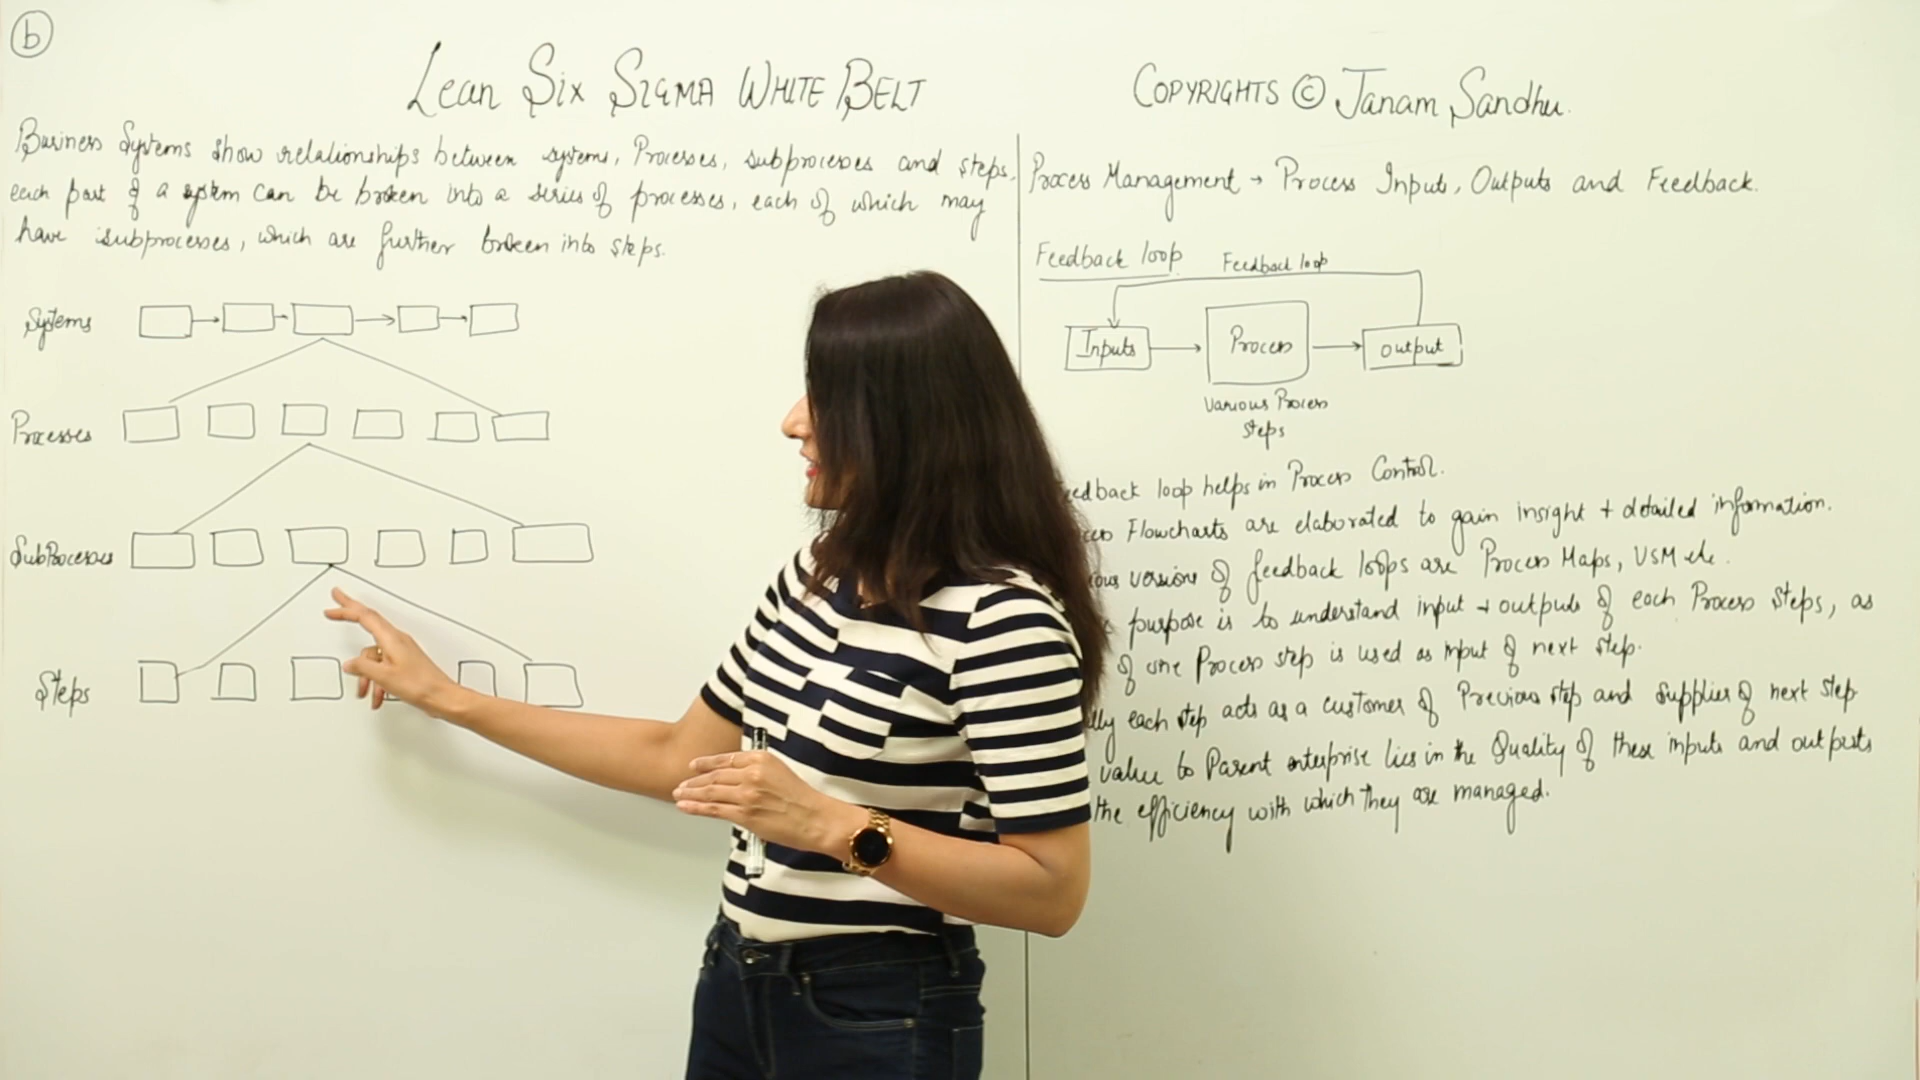 b
Lean Six Sigma White Belt
Copyrights © Janam Sandhu.
Business Systems show relationships between systems, Processes, subprocesses and steps.
each part of a system can be broken into a series of processes, each of which may
have subprocesses, which are further broken into steps.
Systems
Processes
SubProcesses
Steps
Process Management → Process Inputs, Outputs and Feedback.
Feedback loop
Feedback loop
Inputs
Process
output
Various Process
steps
loop helps in Process Control.
Flowcharts are elaborated to gain insight + detailed information.
versions of feedback loops are Process Maps, VSM etc.
purpose is to understand input + outputs of each Process steps, as
of one Process step is used as input of next step.
each step acts as a customer of Previous step and supplier of next step
value to Parent enterprise lies in the Quality of these inputs and outputs
the efficiency with which they are managed.